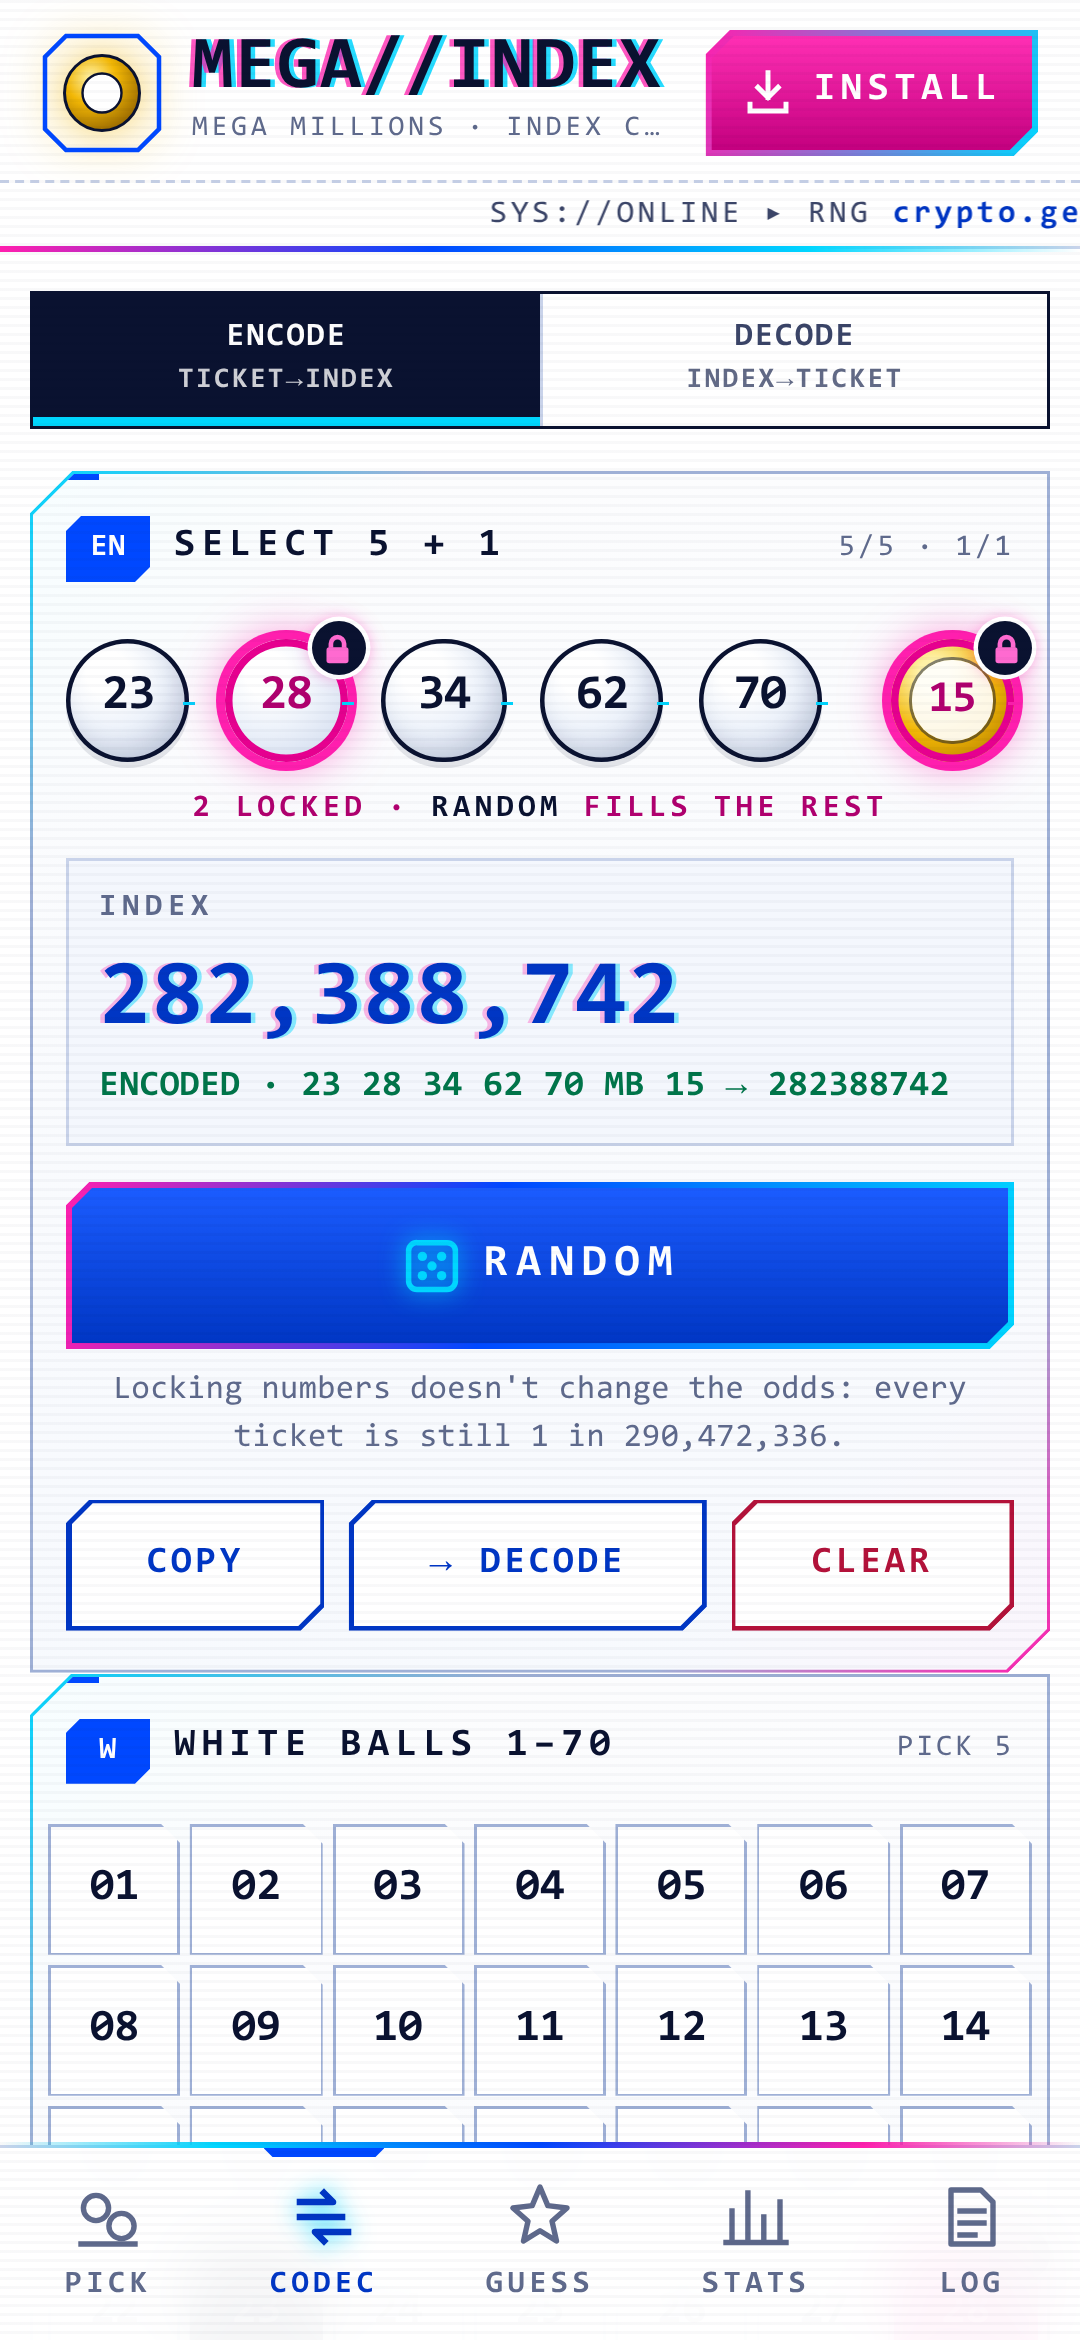 MEGA//INDEX
MEGA MILLIONS · INDEX C…
INSTALL
SYS://ONLINE ▸ RNG crypto.ge
ENCODE
TICKET→INDEX
DECODE
INDEX→TICKET
EN SELECT 5 + 1 5/5 · 1/1
23 28 34 62 70 15
2 LOCKED · RANDOM FILLS THE REST
INDEX
282,388,742
ENCODED · 23 28 34 62 70 MB 15 → 282388742
RANDOM
Locking numbers doesn't change the odds: every
ticket is still 1 in 290,472,336.
COPY → DECODE CLEAR
W WHITE BALLS 1–70 PICK 5
01 02 03 04 05 06 07
08 09 10 11 12 13 14
PICK CODEC GUESS STATS LOG